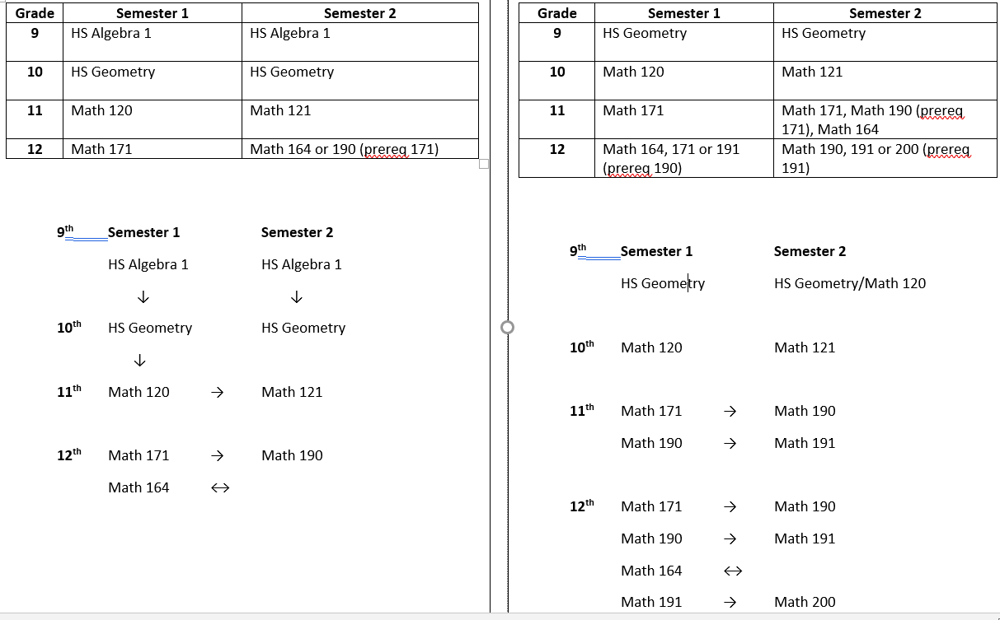 Grade Semester 1 Semester 2
9 HS Algebra 1 HS Algebra 1
10 HS Geometry HS Geometry
11 Math 120 Math 121
12 Math 171 Math 164 or 190 (prereq 171)
9th Semester 1 Semester 2
HS Algebra 1 HS Algebra 1
↓ ↓
10th HS Geometry HS Geometry
↓
11th Math 120 → Math 121
12th Math 171 → Math 190
Math 164 ↔
Grade Semester 1 Semester 2
9 HS Geometry HS Geometry
10 Math 120 Math 121
11 Math 171 Math 171, Math 190 (prereq
171), Math 164
12 Math 164, 171 or 191 Math 190, 191 or 200 (prereq
(prereq 190) 191)
9th Semester 1 Semester 2
HS Geometry HS Geometry/Math 120
10th Math 120 Math 121
11th Math 171 → Math 190
Math 190 → Math 191
12th Math 171 → Math 190
Math 190 → Math 191
Math 164 ↔
Math 191 → Math 200